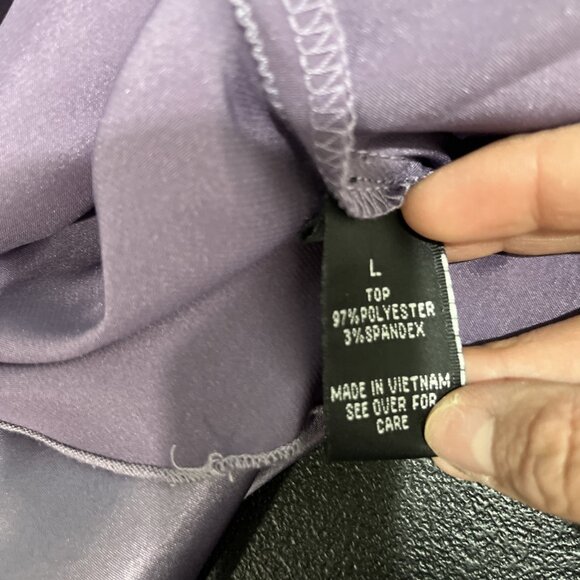 L
TOP
97%POLYESTER
3%SPANDEX
MADE IN VIETNAM
SEE OVER FOR
CARE